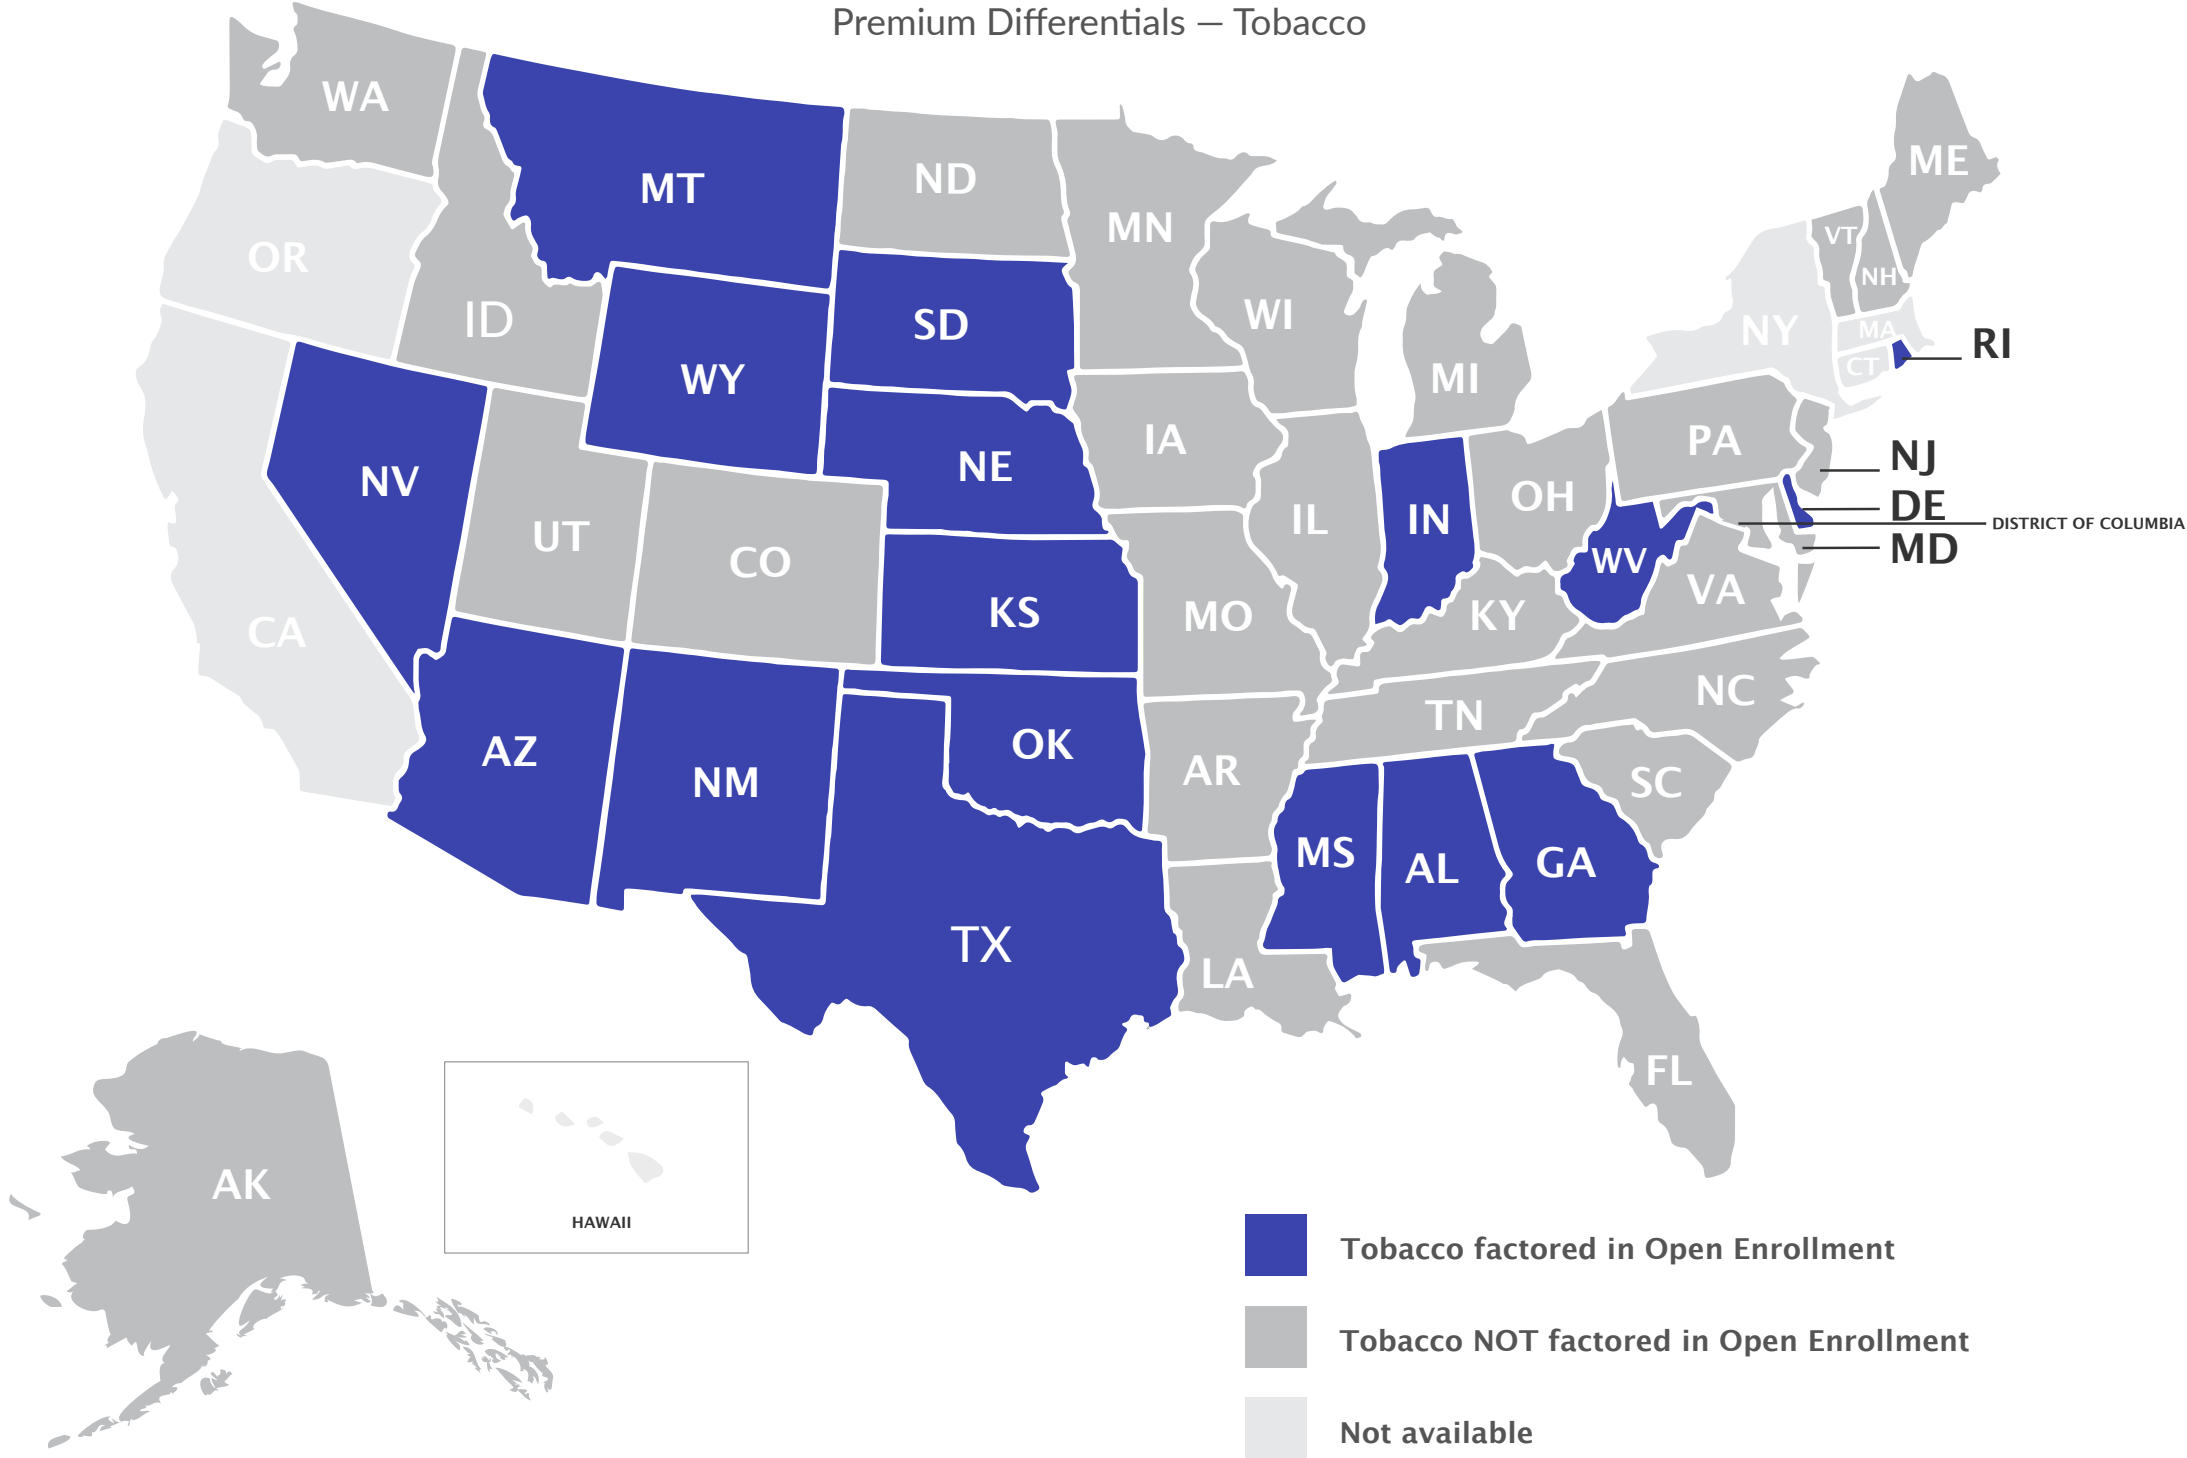 Premium Differentials — Tobacco
WA
MT
ND
MN
ME
VT
NH
OR
ID
SD
WI
NY
MA
RI
WY
MI
CT
NV
NE
IA
PA
NJ
UT
CO
IL
IN
OH
DE
DISTRICT OF COLUMBIA
MD
WV
VA
CA
KS
MO
KY
NC
TN
AZ
NM
OK
AR
SC
MS
AL
GA
TX
LA
FL
AK
HAWAII
Tobacco factored in Open Enrollment
Tobacco NOT factored in Open Enrollment
Not available